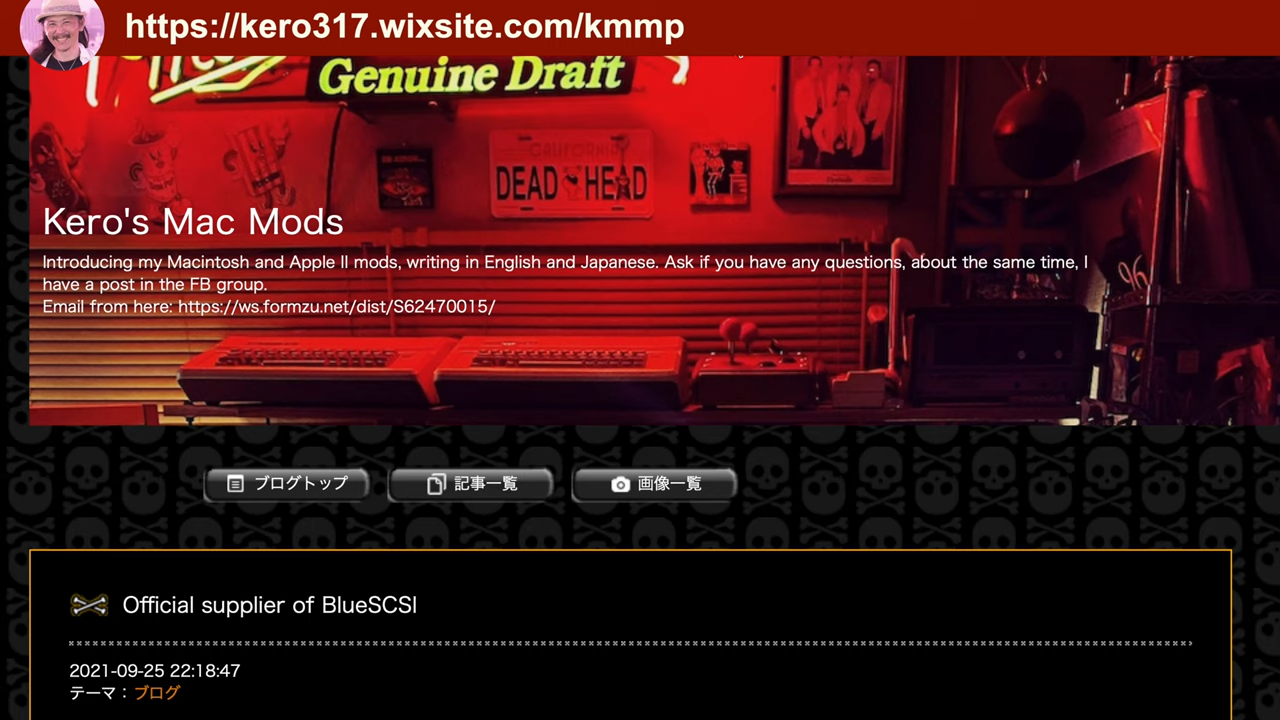 https://kero317.wixsite.com/kmmp
Genuine Draft
CALIFORNIA
DEAD HEAD
Kero's Mac Mods
Introducing my Macintosh and Apple II mods, writing in English and Japanese. Ask if you have any questions, about the same time, I
have a post in the FB group.
Email from here: https://ws.formzu.net/dist/S62470015/
96
ブログトップ
記事一覧
画像一覧
Official supplier of BlueSCSI
2021-09-25 22:18:47
テーマ：ブログ